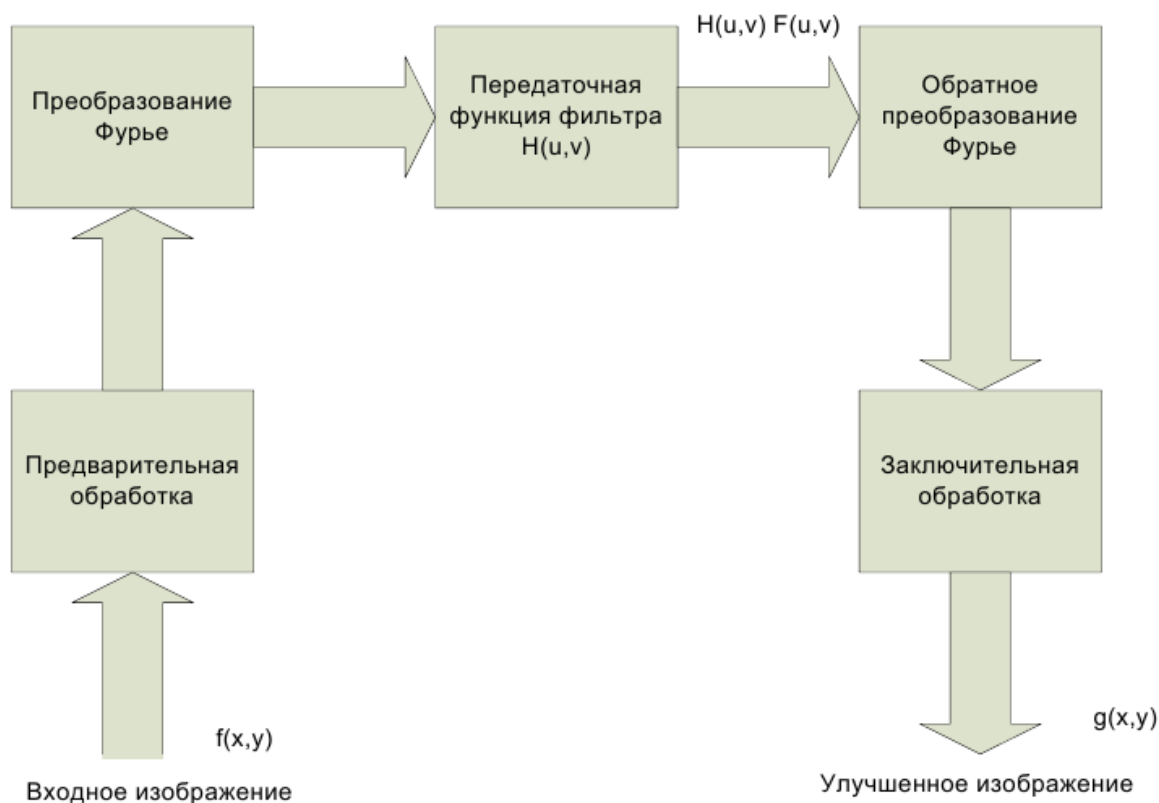 H(u,v) F(u,v)
Преобразование
Фурье
Передаточная
функция фильтра
H(u,v)
Обратное
преобразование
Фурье
Предварительная
обработка
Заключительная
обработка
f(x,y)
g(x,y)
Входное изображение
Улучшенное изображение